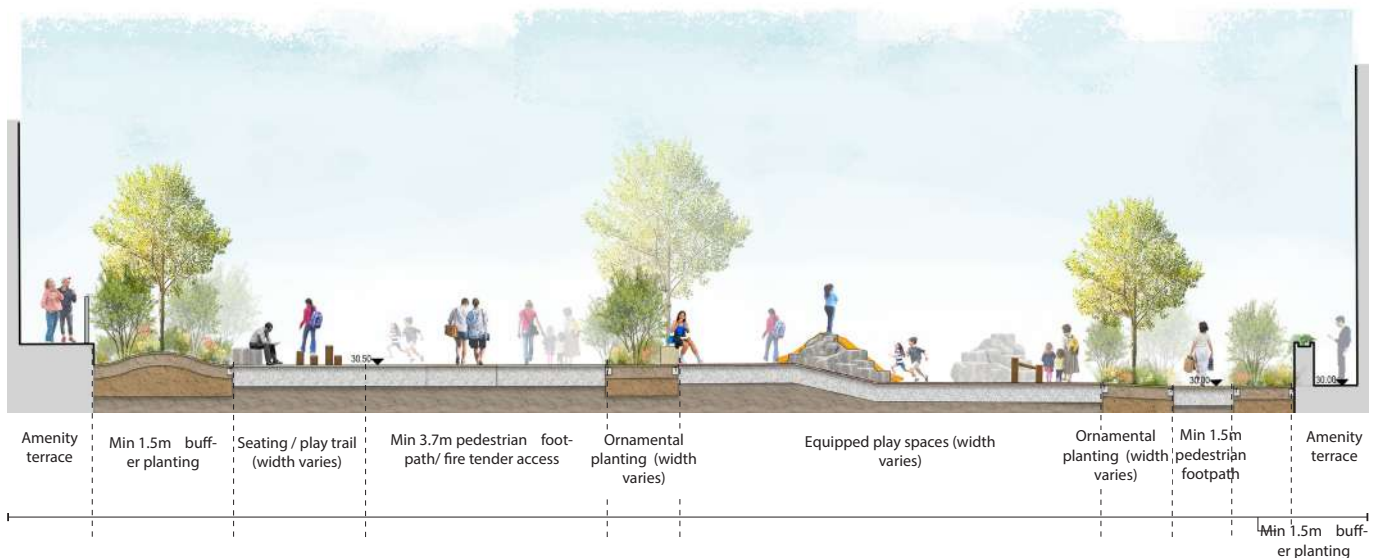 30.50
30.00
30.00
Amenity
terrace
Min 1.5m buff-
er planting
Seating / play trail
(width varies)
Min 3.7m pedestrian foot-
path/ fire tender access
Ornamental
planting (width
varies)
Equipped play spaces (width
varies)
Ornamental
planting (width
varies)
Min 1.5m
pedestrian
footpath
Amenity
terrace
Min 1.5m buff-
er planting